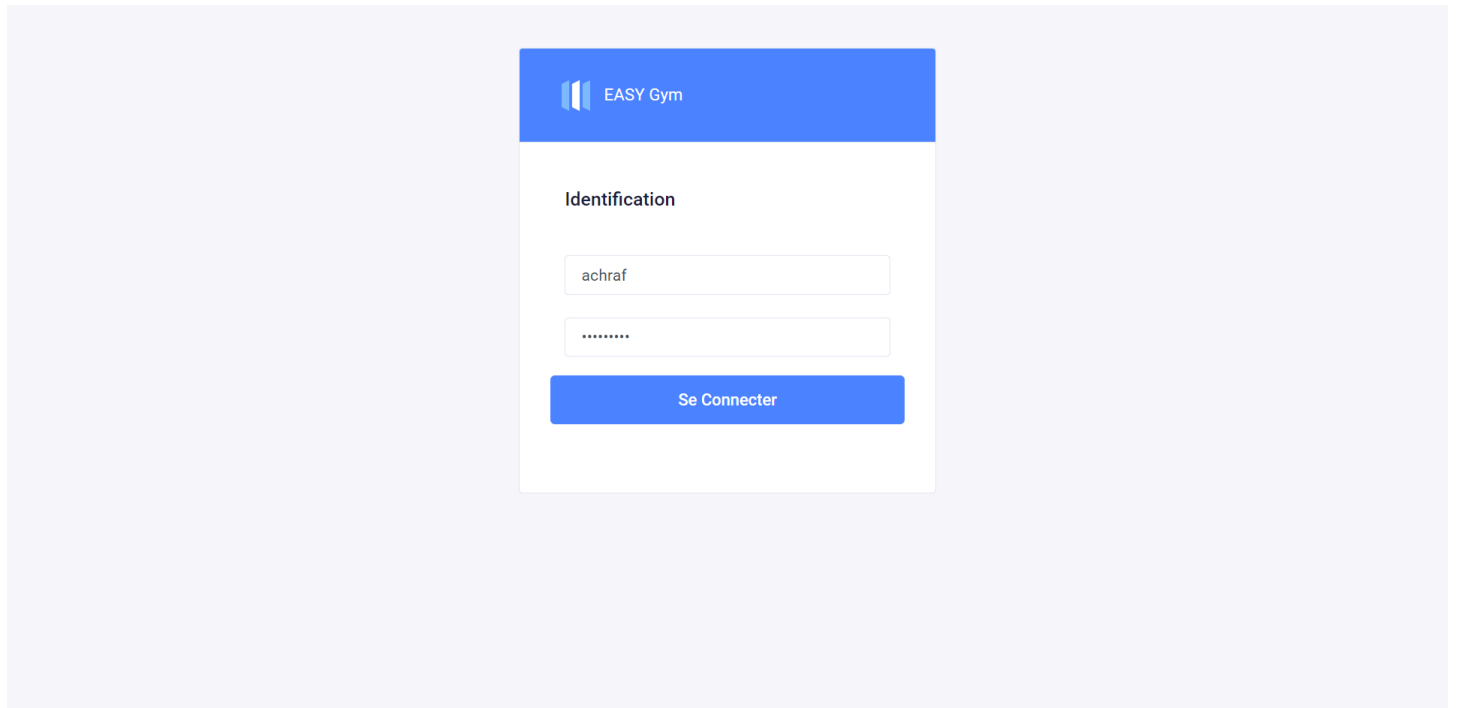 EASY Gym
Identification
achraf
•••••••••
Se Connecter